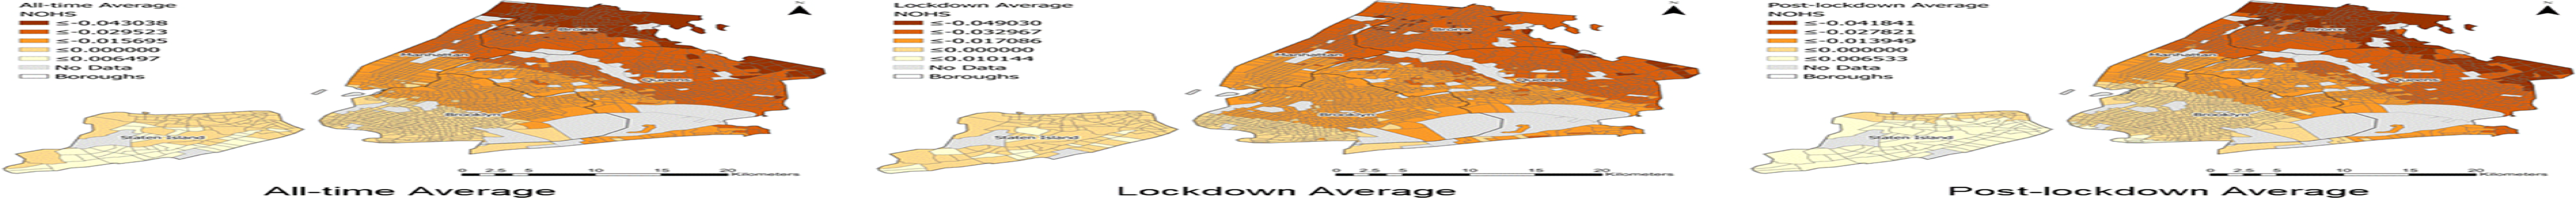 All-time Average
NOHS
≤-0.043038
≤-0.029523
≤-0.015695
≤0.000000
≤0.006497
No Data
Boroughs
N
Bronx
Manhattan
Queens
Brooklyn
Staten Island
0 2.5 5 10 15 20
Kilometers
All-time Average
Lockdown Average
NOHS
≤-0.049030
≤-0.032967
≤-0.017086
≤0.000000
≤0.010144
No Data
Boroughs
N
Bronx
Manhattan
Queens
Brooklyn
Staten Island
0 2.5 5 10 15 20
Kilometers
Lockdown Average
Post-lockdown Average
NOHS
≤-0.041841
≤-0.027821
≤-0.013949
≤0.000000
≤0.006533
No Data
Boroughs
N
Bronx
Manhattan
Queens
Brooklyn
Staten Island
0 2.5 5 10 15 20
Kilometers
Post-lockdown Average